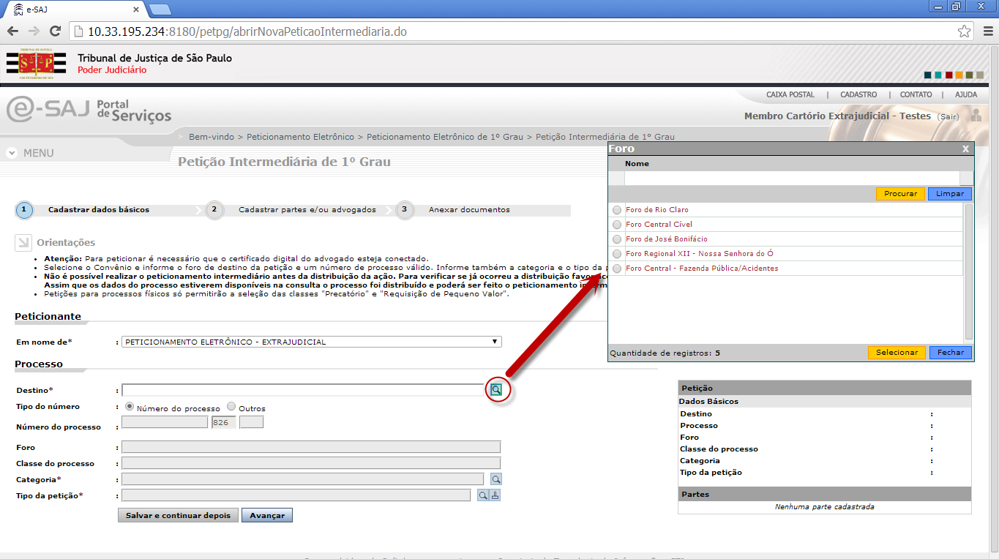 e-SAJ
10.33.195.234:8180/petpg/abrirNovaPeticaoIntermediaria.do
Tribunal de Justiça de São Paulo
Poder Judiciário
CAIXA POSTAL | CADASTRO | CONTATO | AJUDA
e-SAJ Portal de Serviços
Membro Cartório Extrajudicial - Testes (Sair)
Bem-vindo > Peticionamento Eletrônico > Peticionamento Eletrônico de 1º Grau > Petição Intermediária de 1º Grau
MENU
Petição Intermediária de 1º Grau
1 Cadastrar dados básicos 2 Cadastrar partes e/ou advogados 3 Anexar documentos
Orientações
• Atenção: Para peticionar é necessário que o certificado digital do advogado esteja conectado.
• Selecione o Convênio e informe o foro de destino da petição e um número de processo válido. Informe também a categoria e o tipo da
• Não é possível realizar o peticionamento intermediário antes da distribuição da ação. Para verificar se já ocorreu a distribuição
Assim que os dados do processo estiverem disponíveis na consulta o processo foi distribuído e poderá ser feito o peticionamento
• Petições para processos físicos só permitirão a seleção das classes "Precatório" e "Requisição de Pequeno Valor".
Peticionante
Em nome de* : PETICIONAMENTO ELETRÔNICO - EXTRAJUDICIAL
Processo
Destino* :
Tipo do número : Número do processo Outros
Número do processo : 826
Foro :
Classe do processo :
Categoria* :
Tipo da petição* :
Salvar e continuar depois Avançar
Foro X
Nome
Procurar Limpar
Foro de Rio Claro
Foro Central Cível
Foro de José Bonifácio
Foro Regional XII - Nossa Senhora do Ó
Foro Central - Fazenda Pública/Acidentes
Quantidade de registros: 5 Selecionar Fechar
Petição
Dados Básicos
Destino :
Processo :
Foro :
Classe do processo :
Categoria :
Tipo da petição :
Partes
Nenhuma parte cadastrada